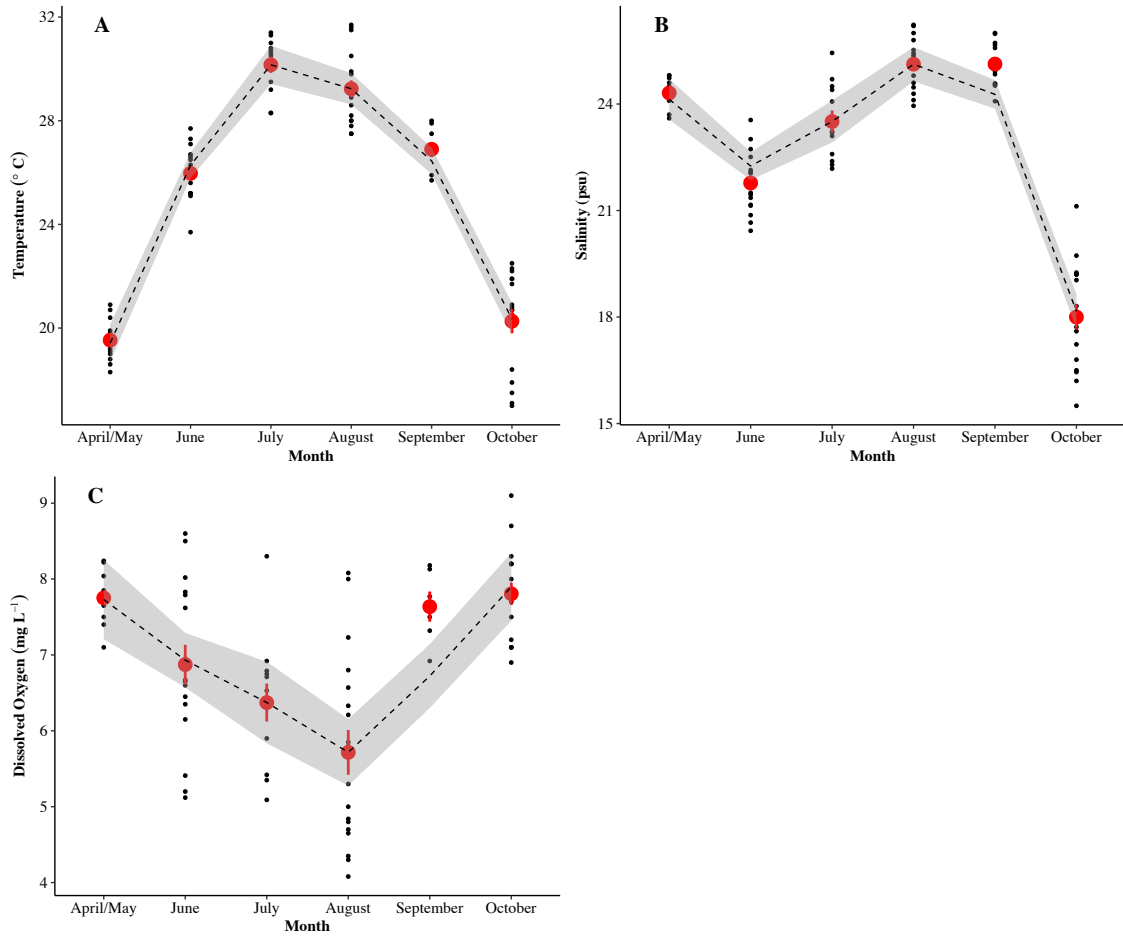 A
32
28
24
20
Temperature (° C)
April/May June July August September October
Month
B
24
21
18
15
Salinity (psu)
April/May June July August September October
Month
C
9
8
7
6
5
4
Dissolved Oxygen (mg L⁻¹)
April/May June July August September October
Month